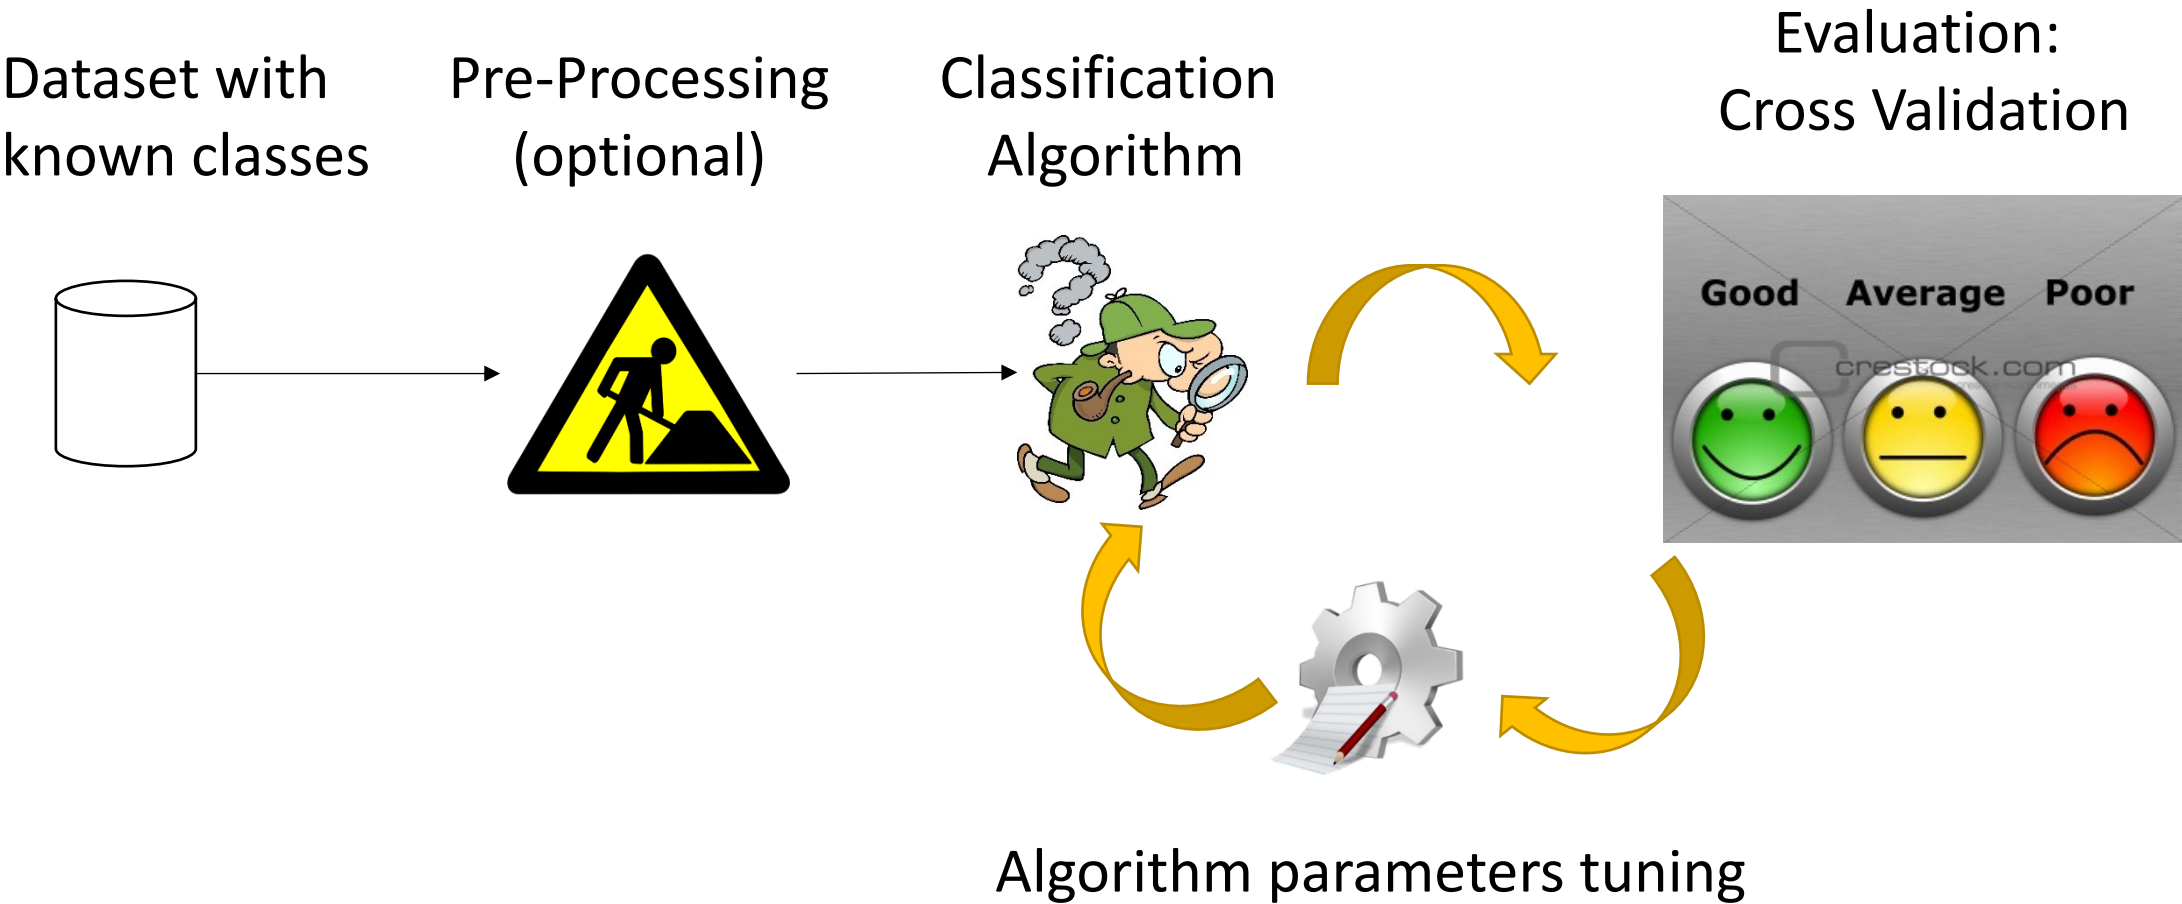 Dataset with
known classes
Pre-Processing
(optional)
Classification
Algorithm
Evaluation:
Cross Validation
Good Average Poor
crestock.com
Algorithm parameters tuning